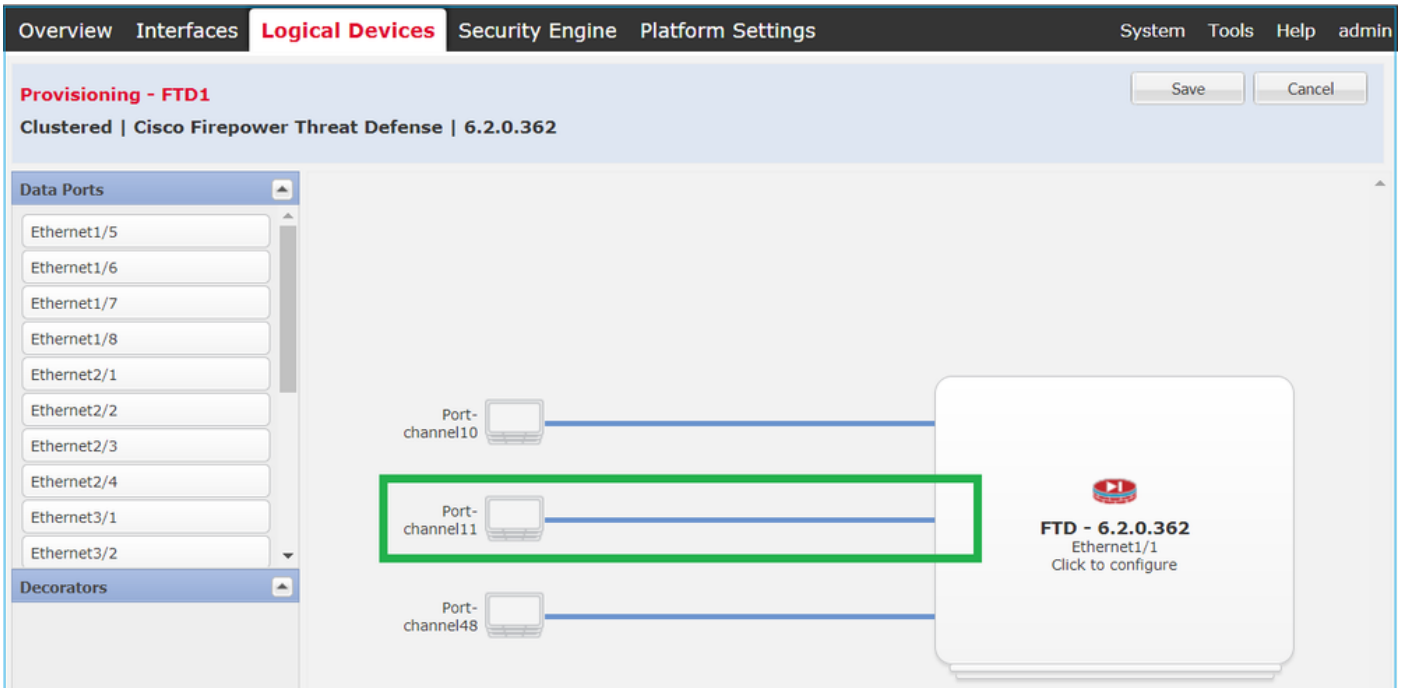 Overview Interfaces Logical Devices Security Engine Platform Settings System Tools Help admin
Provisioning - FTD1
Save Cancel
Clustered | Cisco Firepower Threat Defense | 6.2.0.362
Data Ports
Ethernet1/5
Ethernet1/6
Ethernet1/7
Ethernet1/8
Ethernet2/1
Ethernet2/2
Ethernet2/3
Ethernet2/4
Ethernet3/1
Ethernet3/2
Decorators
Port-
channel10
Port-
channel11
Port-
channel48
FTD - 6.2.0.362
Ethernet1/1
Click to configure